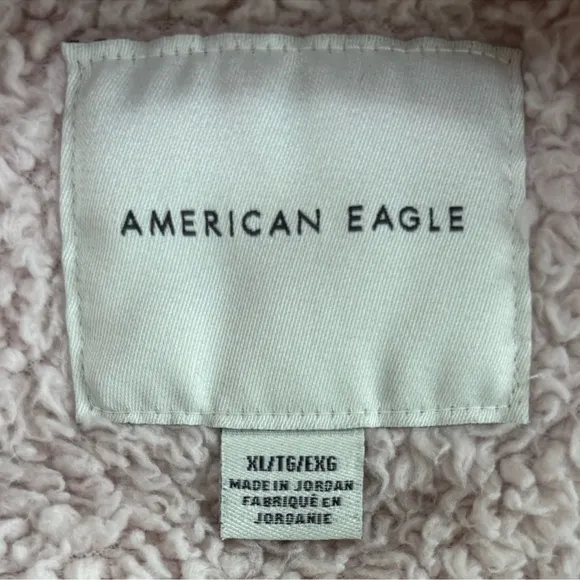 AMERICAN EAGLE
XL/TG/EXG
MADE IN JORDAN
FABRIQUÉ EN
JORDANIE